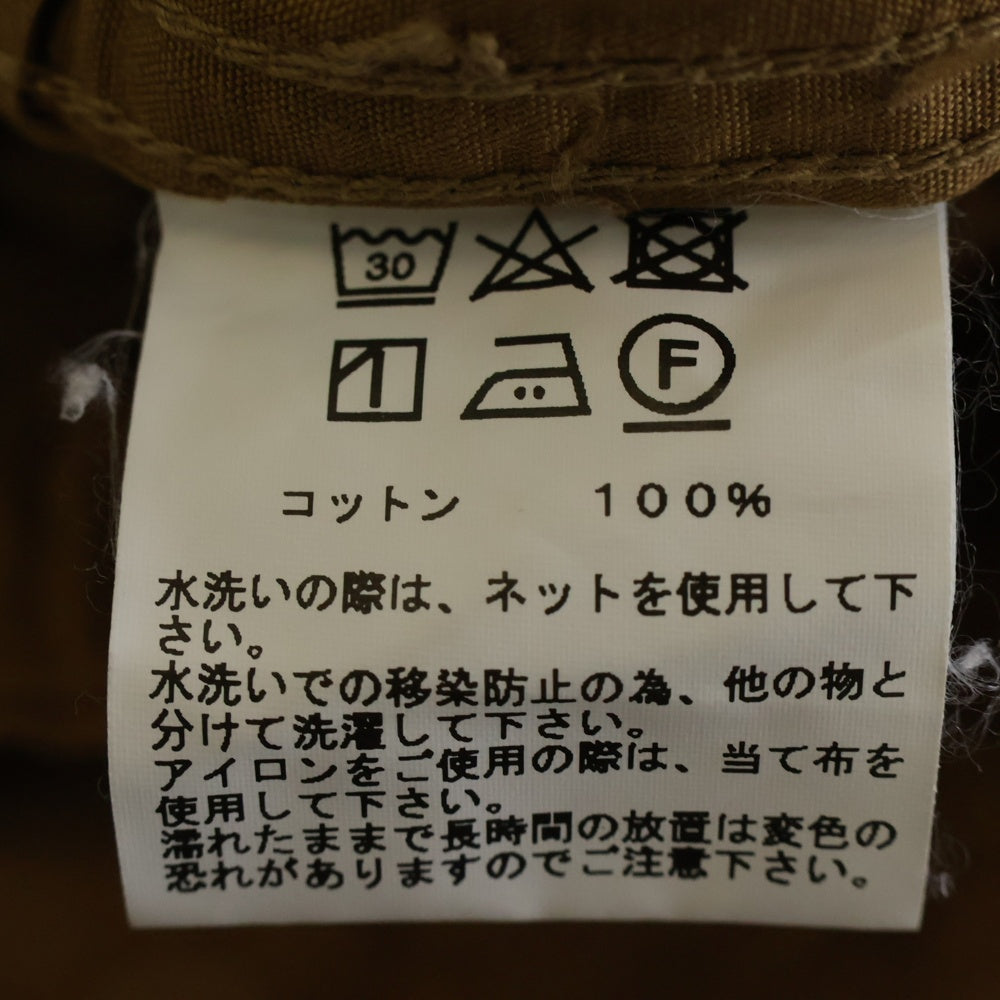 30
F
コットン 100%
水洗いの際は、ネットを使用して下
さい。
水洗いでの移染防止の為、他の物と
分けて洗濯して下さい。
アイロンをご使用の際は、当て布を
使用して下さい。
濡れたままで長時間の放置は変色の
恐れがありますのでご注意下さい。